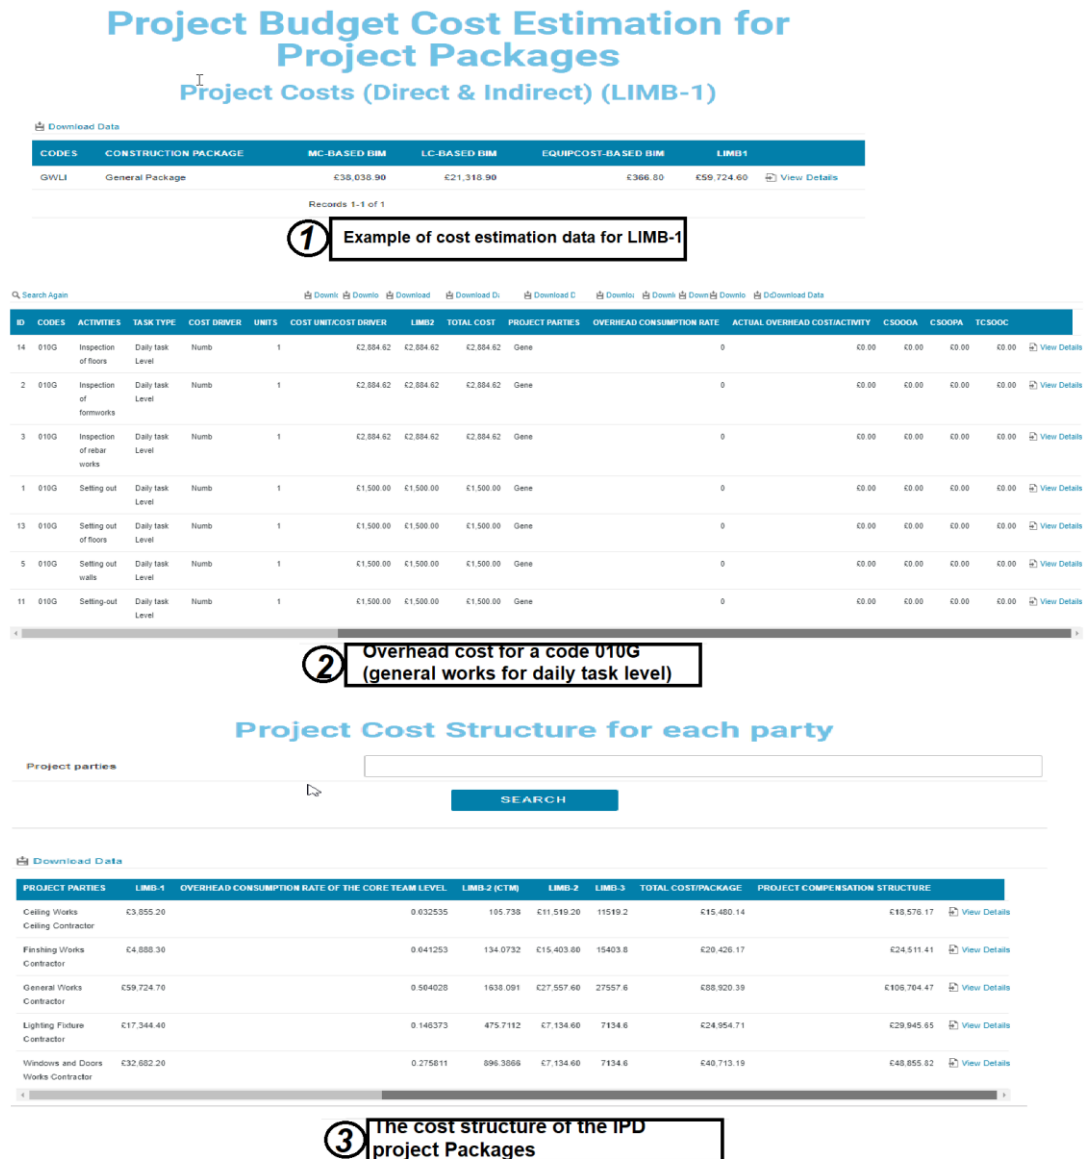 Project Budget Cost Estimation for
Project Packages
Project Costs (Direct & Indirect) (LIMB-1)
Download Data
CODES CONSTRUCTION PACKAGE MC-BASED BIM LC-BASED BIM EQUIPCOST-BASED BIM LIMB1
GWLI General Package £38,038.90 £21,318.90 £366.80 £59,724.60 View Details
Records 1-1 of 1
1 Example of cost estimation data for LIMB-1
Search Again Downl Downlo Download Download D Download D Downloa Downl Down Downlo D Download Data
ID CODES ACTIVITIES TASK TYPE COST DRIVER UNITS COST UNIT/COST DRIVER LIMB2 TOTAL COST PROJECT PARTIES OVERHEAD CONSUMPTION RATE ACTUAL OVERHEAD COST/ACTIVITY CSOOOA CSOOPA TCSOOC
14 010G Inspection Daily task Numb 1 £2,884.62 £2,884.62 £2,884.62 Gene 0 £0.00 £0.00 £0.00 £0.00 View Details
of floors Level
2 010G Inspection Daily task Numb 1 £2,884.62 £2,884.62 £2,884.62 Gene 0 £0.00 £0.00 £0.00 £0.00 View Details
of Level
formworks
3 010G Inspection Daily task Numb 1 £2,884.62 £2,884.62 £2,884.62 Gene 0 £0.00 £0.00 £0.00 £0.00 View Details
of rebar Level
works
1 010G Setting out Daily task Numb 1 £1,500.00 £1,500.00 £1,500.00 Gene 0 £0.00 £0.00 £0.00 £0.00 View Details
Level
13 010G Setting out Daily task Numb 1 £1,500.00 £1,500.00 £1,500.00 Gene 0 £0.00 £0.00 £0.00 £0.00 View Details
of floors Level
5 010G Setting out Daily task Numb 1 £1,500.00 £1,500.00 £1,500.00 Gene 0 £0.00 £0.00 £0.00 £0.00 View Details
walls Level
11 010G Setting-out Daily task Numb 1 £1,500.00 £1,500.00 £1,500.00 Gene 0 £0.00 £0.00 £0.00 £0.00 View Details
Level
2 Overhead cost for a code 010G
(general works for daily task level)
Project Cost Structure for each party
Project parties
SEARCH
Download Data
PROJECT PARTIES LIMB-1 OVERHEAD CONSUMPTION RATE OF THE CORE TEAM LEVEL LIMB-2 (CTM) LIMB-2 LIMB-3 TOTAL COST/PACKAGE PROJECT COMPENSATION STRUCTURE
Ceiling Works £3,855.20 0.032535 105.738 £11,519.20 11519.2 £15,480.14 £18,576.17 View Details
Ceiling Contractor
Finshing Works £4,888.30 0.041253 134.0732 £15,403.80 15403.8 £20,426.17 £24,511.41 View Details
Contractor
General Works £59,724.70 0.504028 1638.091 £27,557.60 27557.6 £88,920.39 £106,704.47 View Details
Contractor
Lighting Fixture £17,344.40 0.146373 475.7112 £7,134.60 7134.6 £24,954.71 £29,945.65 View Details
Contractor
Windows and Doors £32,682.20 0.275811 896.3866 £7,134.60 7134.6 £40,713.19 £48,855.82 View Details
Works Contractor
3 The cost structure of the IPD
project Packages